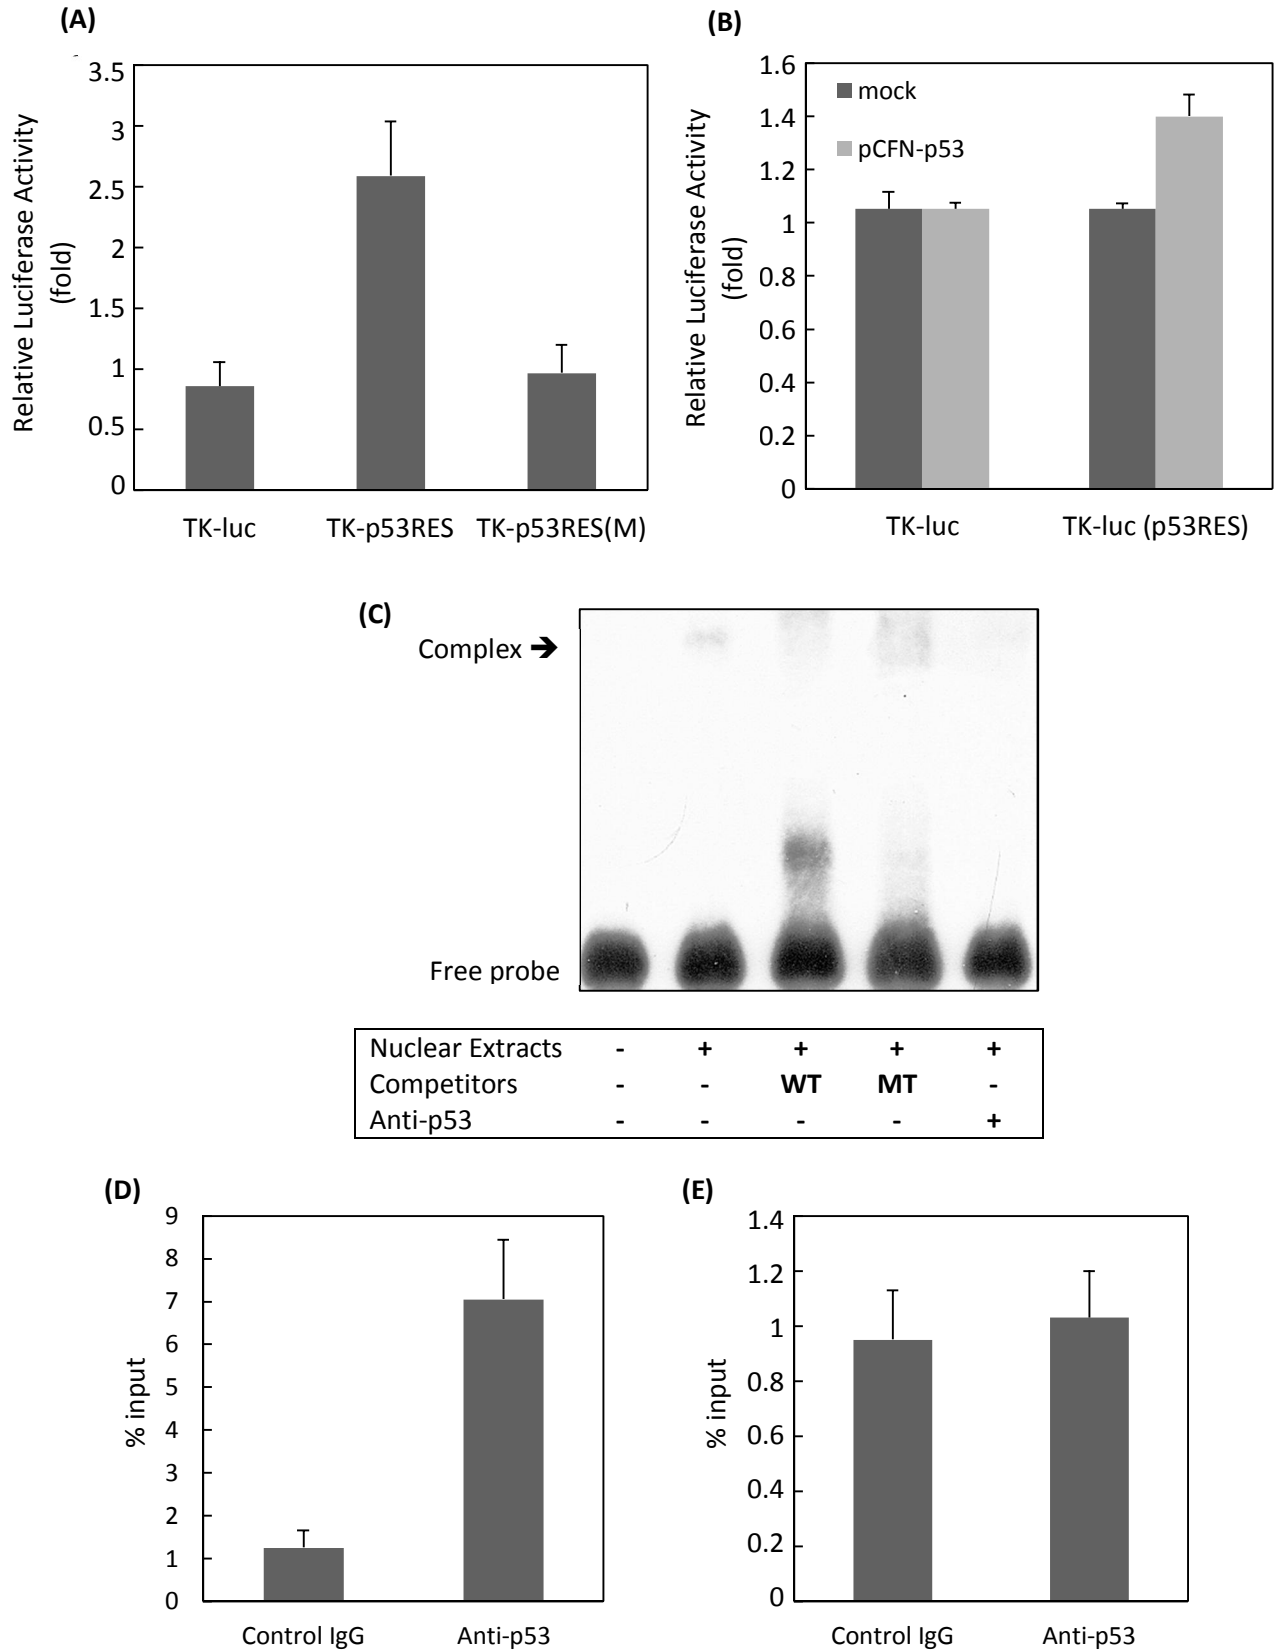 (A)
Relative Luciferase Activity
(fold)
3.5
3
2.5
2
1.5
1
0.5
0
TK-luc TK-p53RES TK-p53RES(M)
(B)
Relative Luciferase Activity
(fold)
1.6
1.4
1.2
1
0.8
0.6
0.4
0.2
0
mock
pCFN-p53
TK-luc TK-luc (p53RES)
(C)
Complex ➔
Free probe
Nuclear Extracts - + + + +
Competitors - - WT MT -
Anti-p53 - - - - +
(D)
% input
9
8
7
6
5
4
3
2
1
0
Control IgG Anti-p53
(E)
% input
1.4
1.2
1
0.8
0.6
0.4
0.2
0
Control IgG Anti-p53